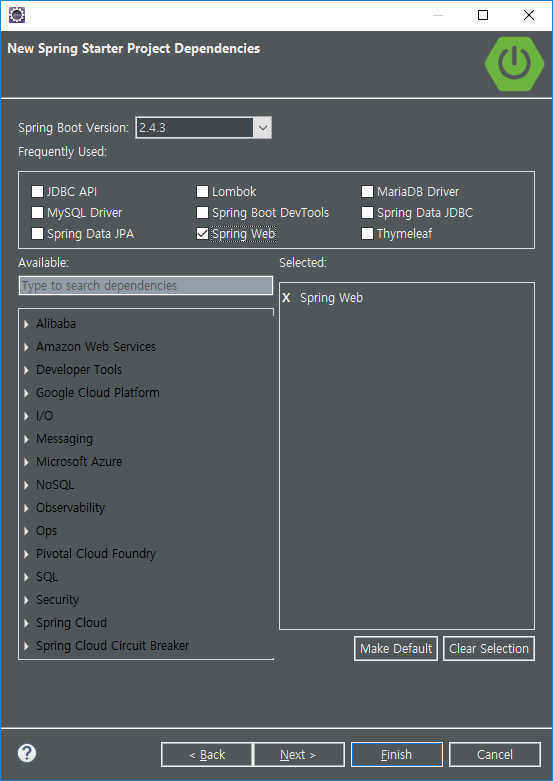 New Spring Starter Project Dependencies
Spring Boot Version: 2.4.3
Frequently Used:
JDBC API Lombok MariaDB Driver
MySQL Driver Spring Boot DevTools Spring Data JDBC
Spring Data JPA Spring Web Thymeleaf
Available: Selected:
Type to search dependencies
X Spring Web
Alibaba
Amazon Web Services
Developer Tools
Google Cloud Platform
I/O
Messaging
Microsoft Azure
NoSQL
Observability
Ops
Pivotal Cloud Foundry
SQL
Security
Spring Cloud
Spring Cloud Circuit Breaker
Make Default Clear Selection
? < Back Next > Finish Cancel